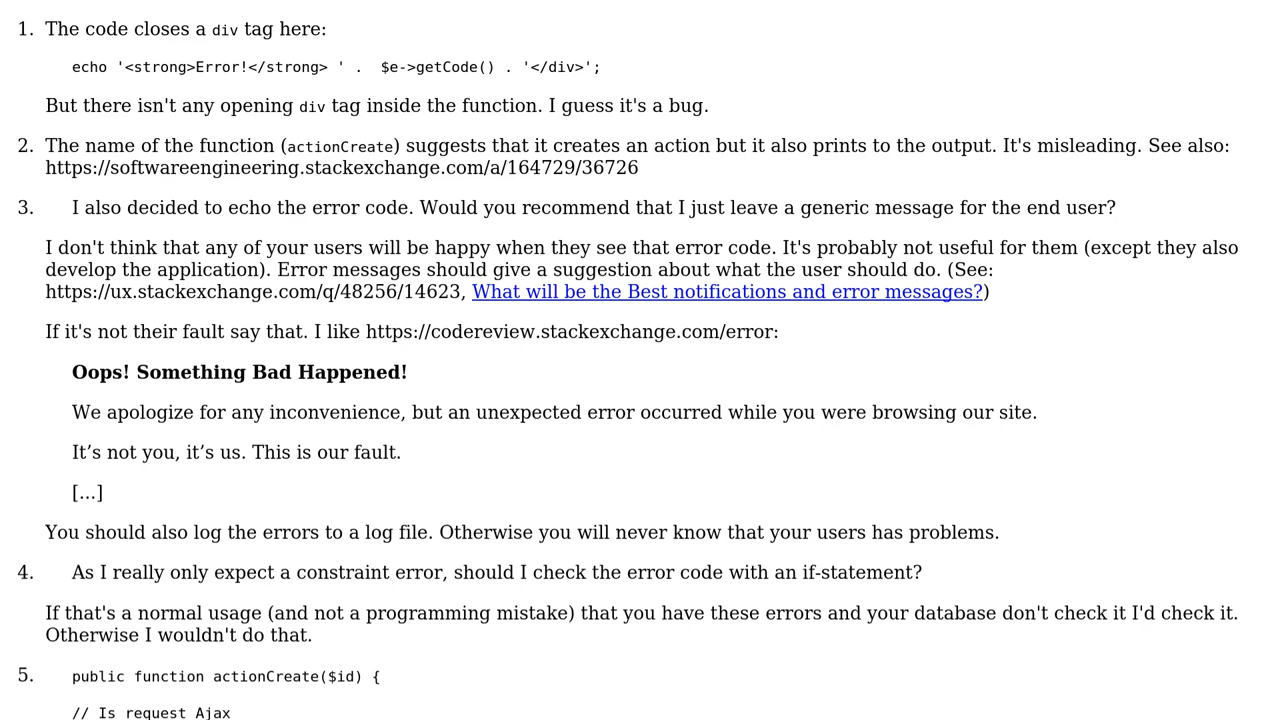 1. The code closes a div tag here:
echo '<strong>Error!</strong> ' .  $e->getCode() . '</div>';
But there isn't any opening div tag inside the function. I guess it's a bug.
2. The name of the function (actionCreate) suggests that it creates an action but it also prints to the output. It's misleading. See also:
https://softwareengineering.stackexchange.com/a/164729/36726
3. I also decided to echo the error code. Would you recommend that I just leave a generic message for the end user?
I don't think that any of your users will be happy when they see that error code. It's probably not useful for them (except they also
develop the application). Error messages should give a suggestion about what the user should do. (See:
https://ux.stackexchange.com/q/48256/14623, What will be the Best notifications and error messages?)
If it's not their fault say that. I like https://codereview.stackexchange.com/error:
Oops! Something Bad Happened!
We apologize for any inconvenience, but an unexpected error occurred while you were browsing our site.
It’s not you, it’s us. This is our fault.
[...]
You should also log the errors to a log file. Otherwise you will never know that your users has problems.
4. As I really only expect a constraint error, should I check the error code with an if-statement?
If that's a normal usage (and not a programming mistake) that you have these errors and your database don't check it I'd check it.
Otherwise I wouldn't do that.
5. public function actionCreate($id) {
// Is request Ajax